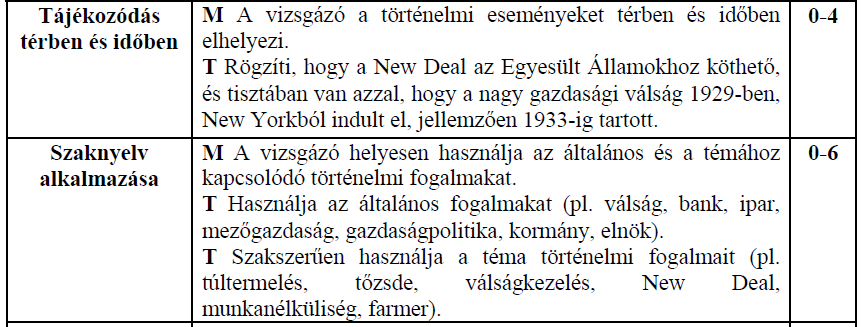 Tájékozódás
térben és időben
M A vizsgázó a történelmi eseményeket térben és időben
elhelyezi.
T Rögzíti, hogy a New Deal az Egyesült Államokhoz köthető,
és tisztában van azzal, hogy a nagy gazdasági válság 1929-ben,
New Yorkból indult el, jellemzően 1933-ig tartott.
0-4
Szaknyelv
alkalmazása
M A vizsgázó helyesen használja az általános és a témához
kapcsolódó történelmi fogalmakat.
T Használja az általános fogalmakat (pl. válság, bank, ipar,
mezőgazdaság, gazdaságpolitika, kormány, elnök).
T Szakszerűen használja a téma történelmi fogalmait (pl.
túltermelés, tőzsde, válságkezelés, New Deal,
munkanélküliség, farmer).
0-6